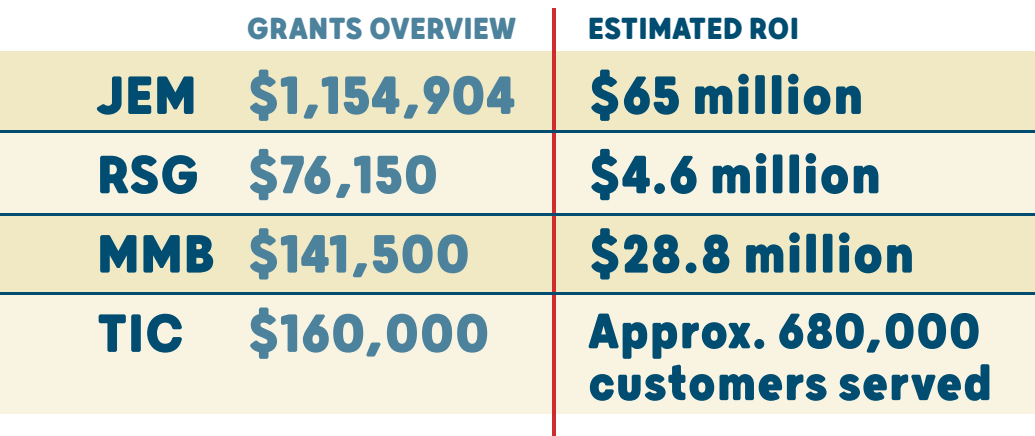 GRANTS OVERVIEW ESTIMATED ROI
JEM $1,154,904 $65 million
RSG $76,150 $4.6 million
MMB $141,500 $28.8 million
TIC $160,000 Approx. 680,000
customers served